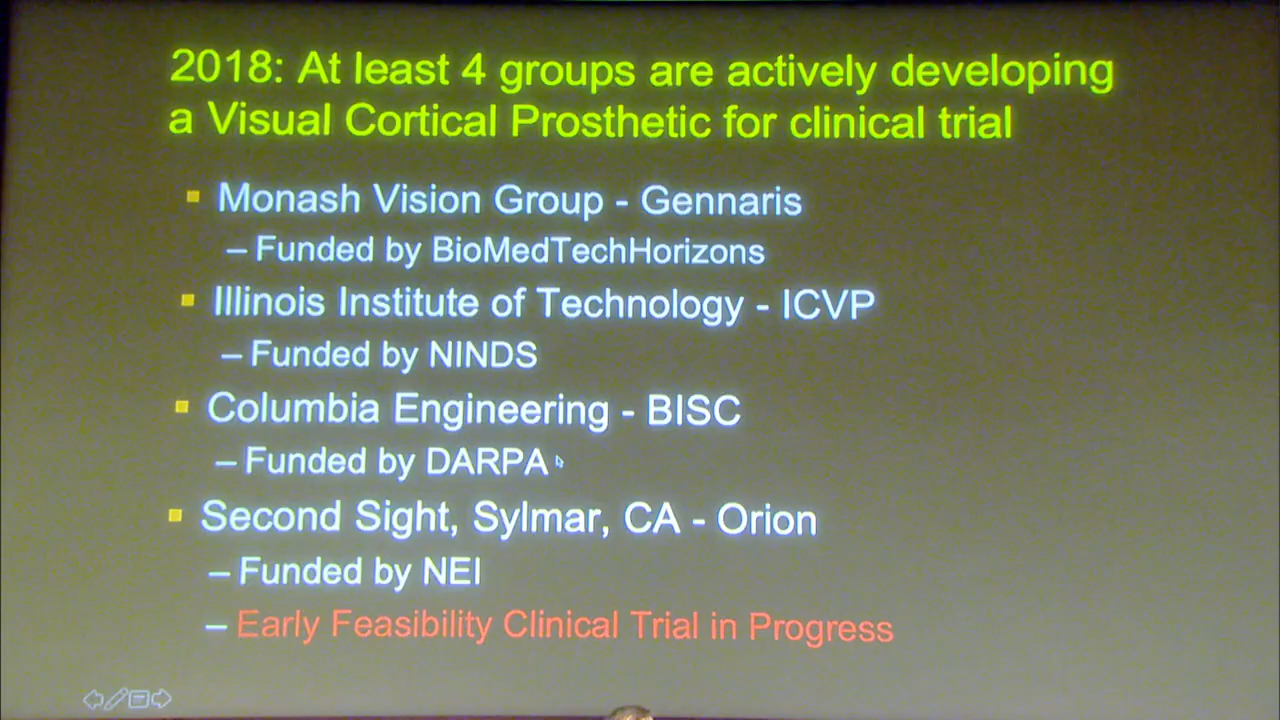 2018: At least 4 groups are actively developing
a Visual Cortical Prosthetic for clinical trial
▪ Monash Vision Group - Gennaris
– Funded by BioMedTechHorizons
▪ Illinois Institute of Technology - ICVP
– Funded by NINDS
▪ Columbia Engineering - BISC
– Funded by DARPA
▪ Second Sight, Sylmar, CA - Orion
– Funded by NEI
– Early Feasibility Clinical Trial in Progress